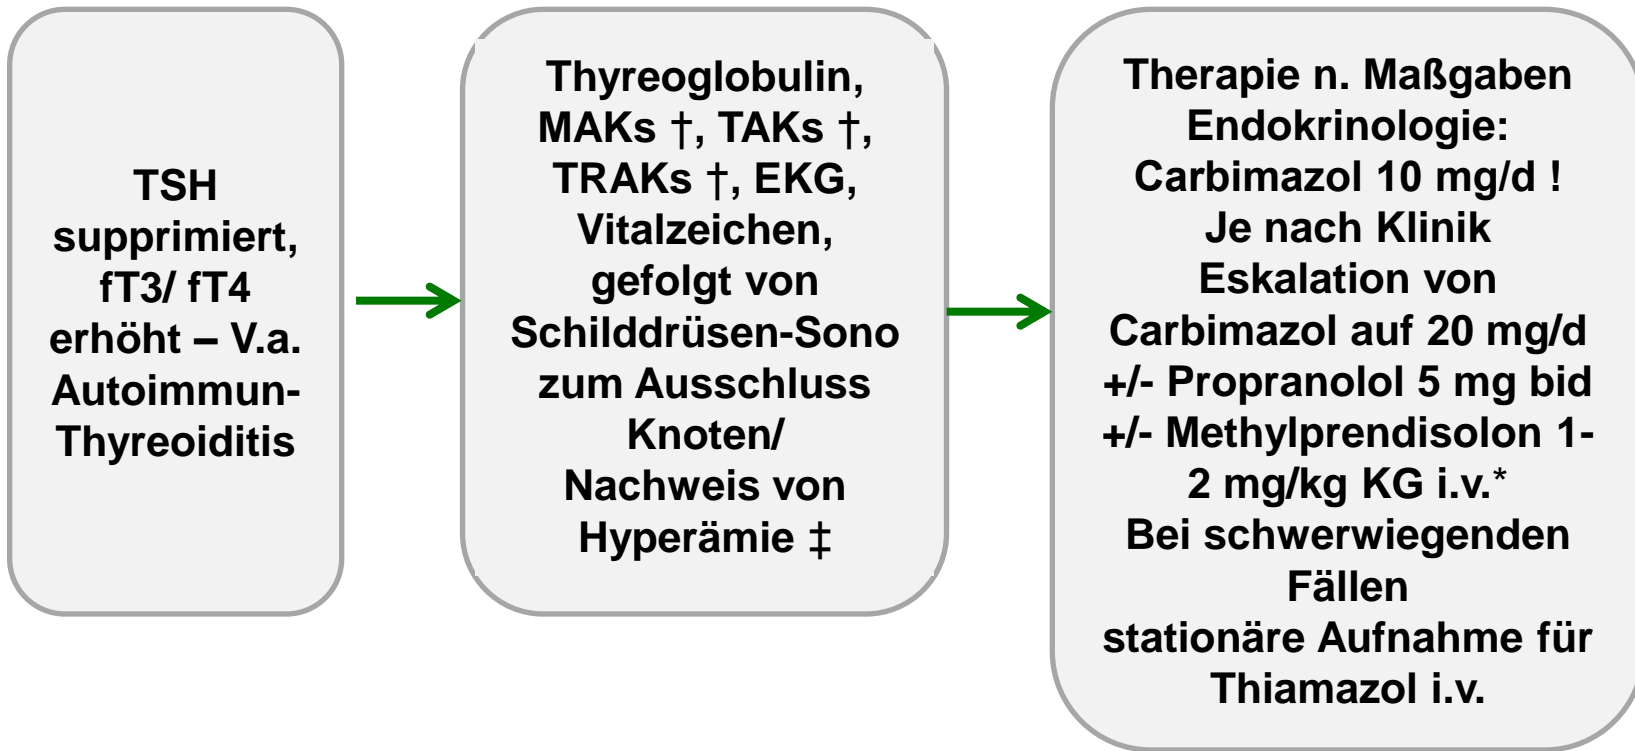 TSH
supprimiert,
fT3/ fT4
erhöht – V.a.
Autoimmun-
Thyreoiditis
Thyreoglobulin,
MAKs †, TAKs †,
TRAKs †, EKG,
Vitalzeichen,
gefolgt von
Schilddrüsen-Sono
zum Ausschluss
Knoten/
Nachweis von
Hyperämie ‡
Therapie n. Maßgaben
Endokrinologie:
Carbimazol 10 mg/d !
Je nach Klinik
Eskalation von
Carbimazol auf 20 mg/d
+/- Propranolol 5 mg bid
+/- Methylprendisolon 1-
2 mg/kg KG i.v.*
Bei schwerwiegenden
Fällen
stationäre Aufnahme für
Thiamazol i.v.